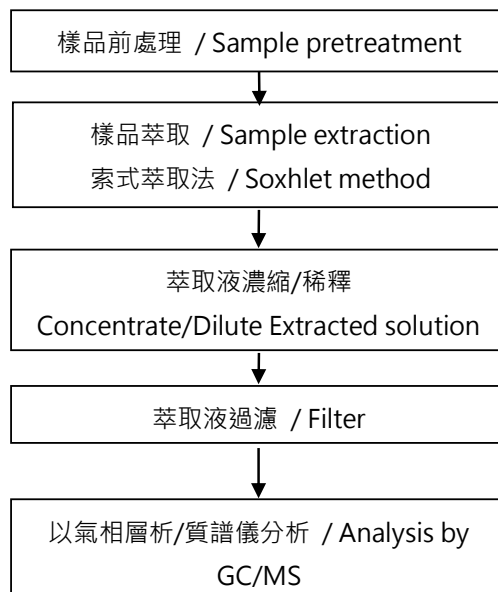 樣品前處理 / Sample pretreatment
樣品萃取 / Sample extraction
索式萃取法 / Soxhlet method
萃取液濃縮/稀釋
Concentrate/Dilute Extracted solution
萃取液過濾 / Filter
以氣相層析/質譜儀分析 / Analysis by
GC/MS